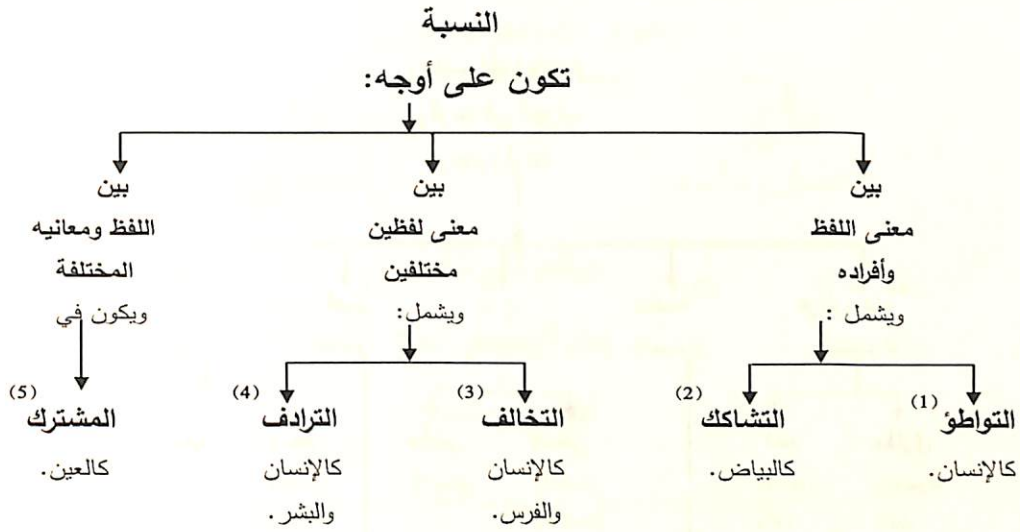 النسبة
تكون على أوجه:
بين
معنى اللفظ
وأفراده
ويشمل :
التواطؤ (1)
كالإنسان.
التشاكك (2)
كالبياض.
بين
معنى لفظين
مختلفين
ويشمل:
التخالف (3)
كالإنسان
والفرس.
الترادف (4)
كالإنسان
والبشر.
بين
اللفظ ومعانيه
المختلفة
ويكون في
المشترك (5)
كالعين.